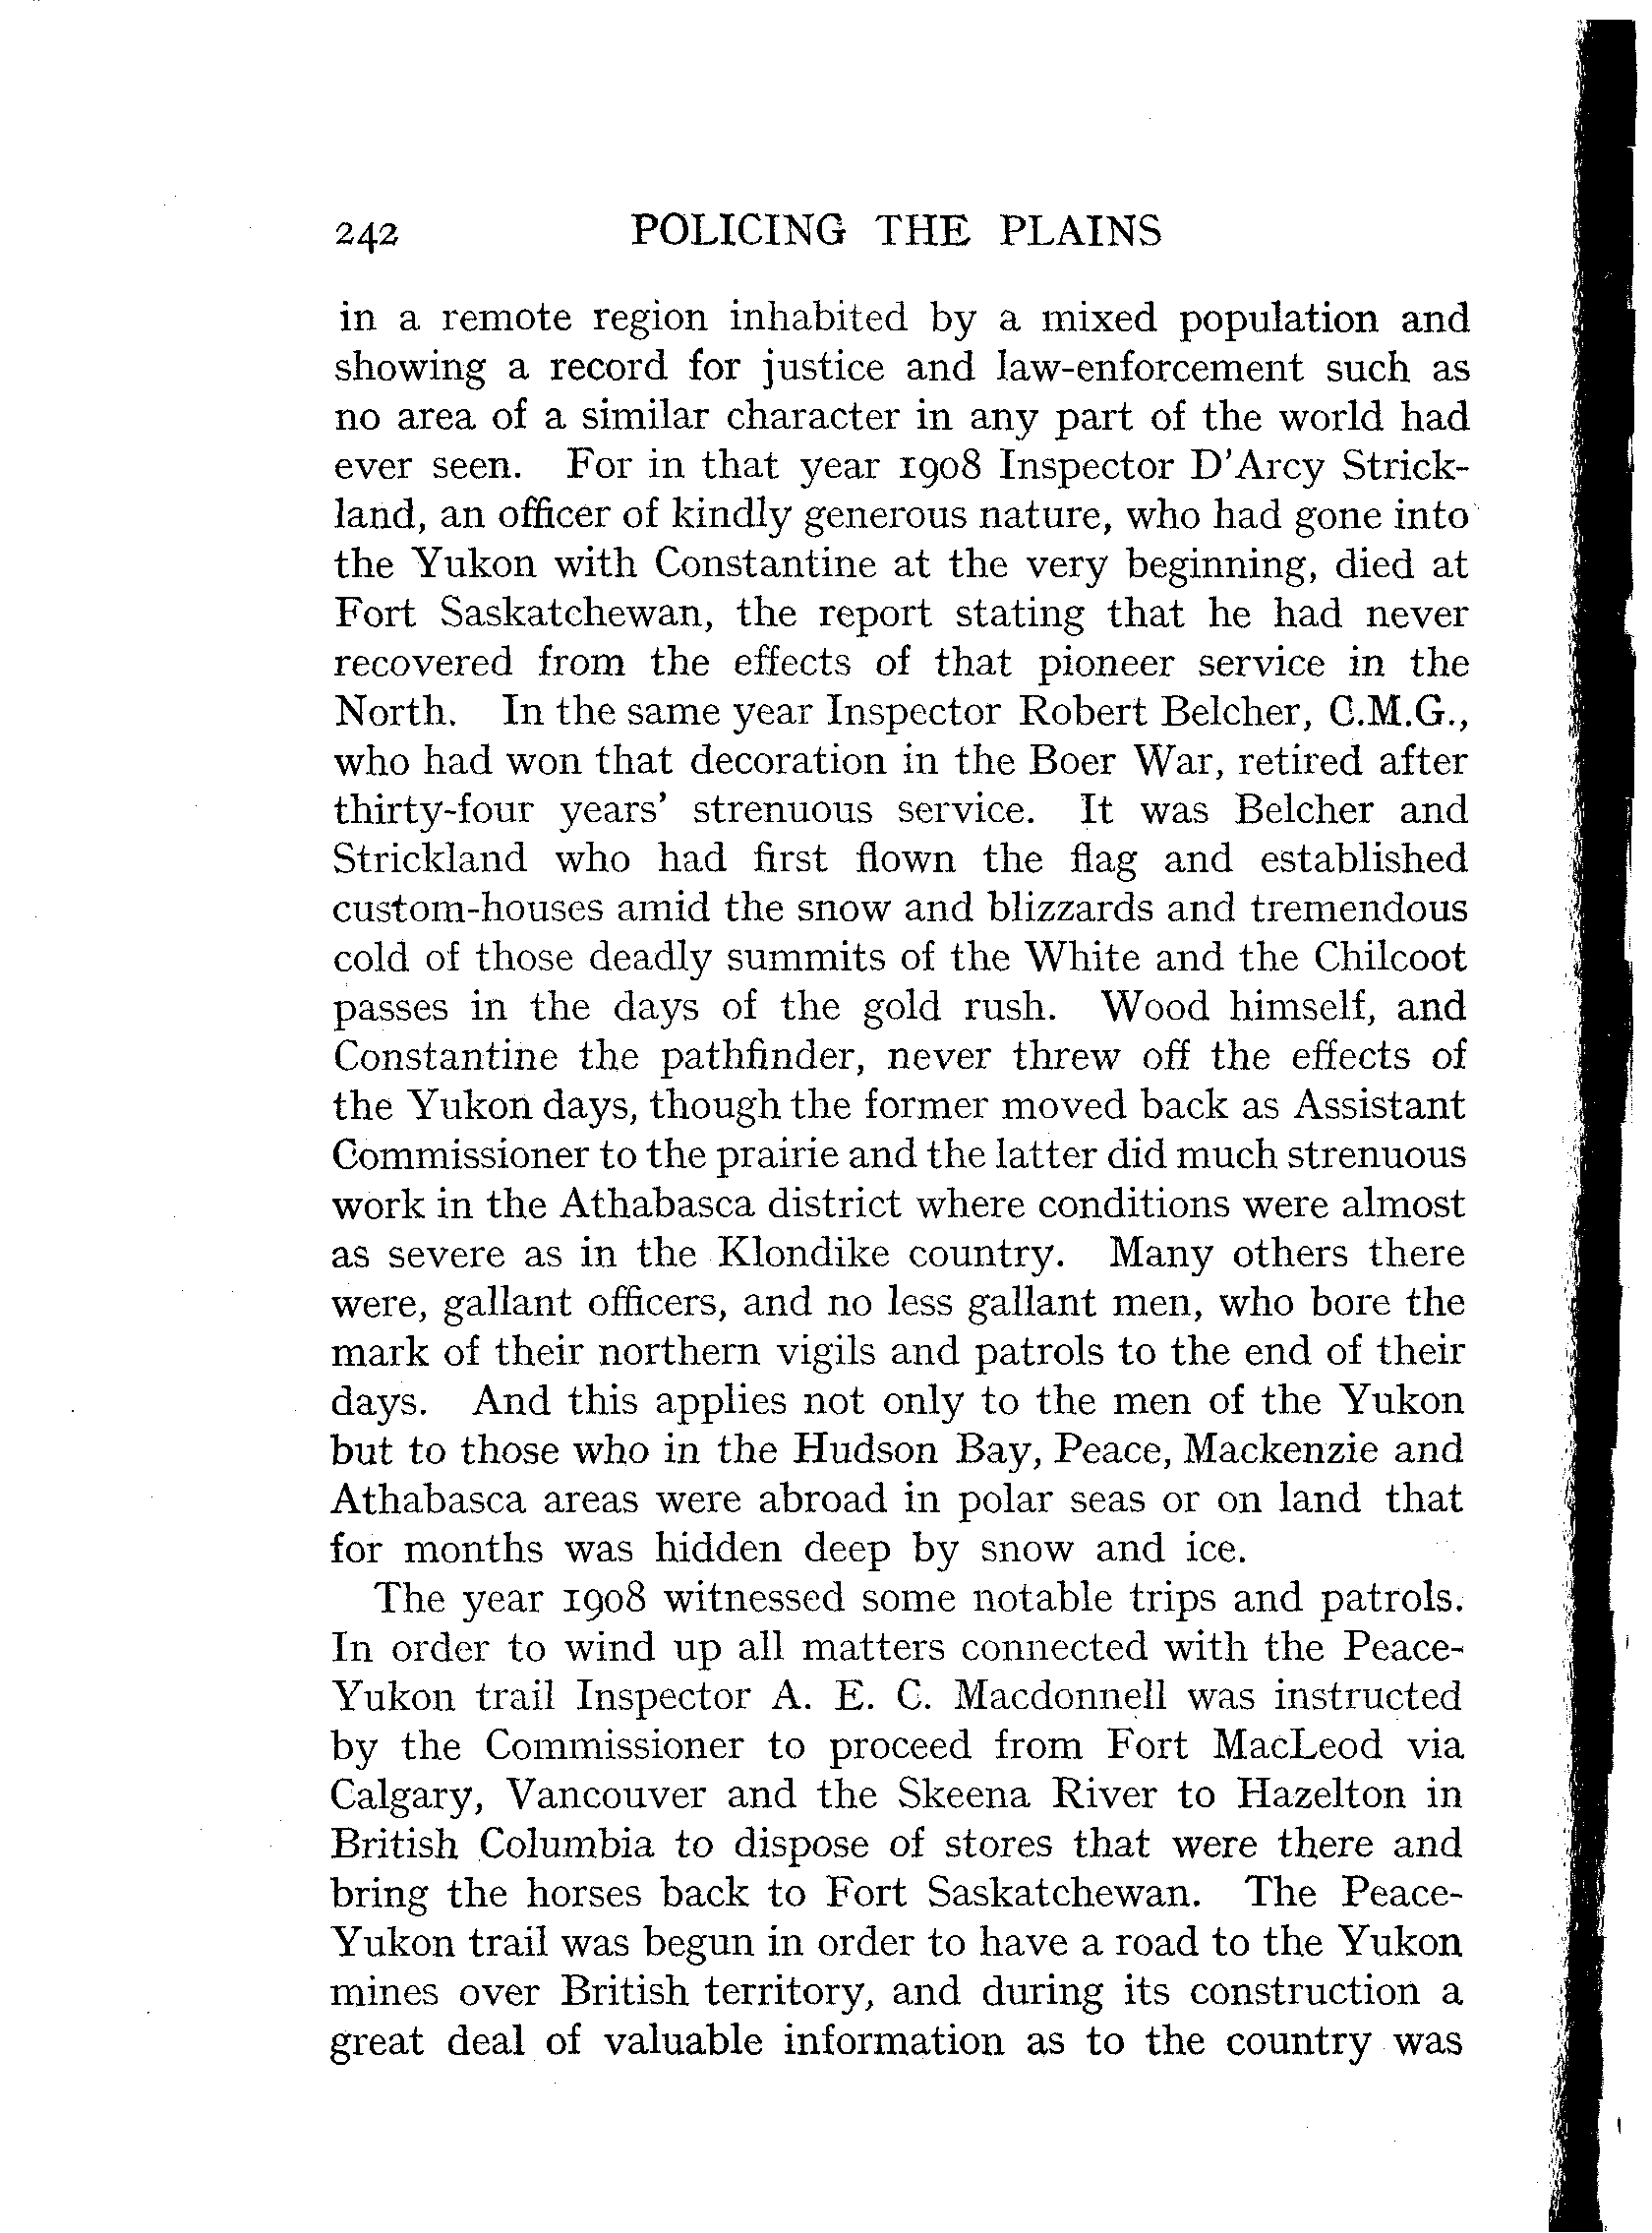 242 POLICING THE PLAINS
in a remote region inhabited by a mixed population and
showing a record for justice and law-enforcement such as
no area of a similar character in any part of the world had
ever seen. For in that year 1908 Inspector D'Arcy Strick-
land, an officer of kindly generous nature, who had gone into
the Yukon with Constantine at the very beginning, died at
Fort Saskatchewan, the report stating that he had never
recovered from the effects of that pioneer service in the
North. In the same year Inspector Robert Belcher, C.M.G.,
who had won that decoration in the Boer War, retired after
thirty-four years' strenuous service. It was Belcher and
Strickland who had first flown the flag and established
custom-houses amid the snow and blizzards and tremendous
cold of those deadly summits of the White and the Chilcoot
passes in the days of the gold rush. Wood himself, and
Constantine the pathfinder, never threw off the effects of
the Yukon days, though the former moved back as Assistant
Commissioner to the prairie and the latter did much strenuous
work in the Athabasca district where conditions were almost
as severe as in the Klondike country. Many others there
were, gallant officers, and no less gallant men, who bore the
mark of their northern vigils and patrols to the end of their
days. And this applies not only to the men of the Yukon
but to those who in the Hudson Bay, Peace, Mackenzie and
Athabasca areas were abroad in polar seas or on land that
for months was hidden deep by snow and ice.
The year 1908 witnessed some notable trips and patrols.
In order to wind up all matters connected with the Peace-
Yukon trail Inspector A. E. C. Macdonnell was instructed
by the Commissioner to proceed from Fort MacLeod via
Calgary, Vancouver and the Skeena River to Hazelton in
British Columbia to dispose of stores that were there and
bring the horses back to Fort Saskatchewan. The Peace-
Yukon trail was begun in order to have a road to the Yukon
mines over British territory, and during its construction a
great deal of valuable information as to the country was